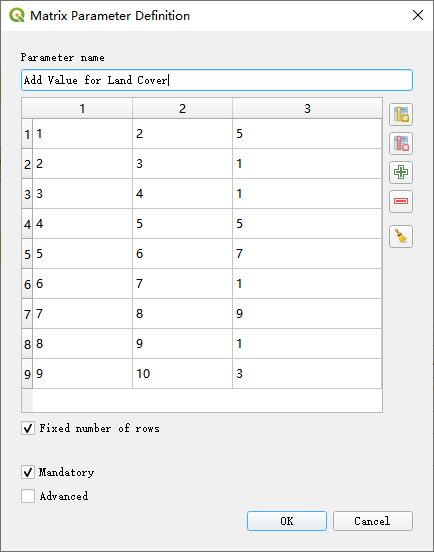 Matrix Parameter Definition
Parameter name
Add Value for Land Cover
1 2 3
1 1 2 5
2 2 3 1
3 3 4 1
4 4 5 5
5 5 6 7
6 6 7 1
7 7 8 9
8 8 9 1
9 9 10 3
Fixed number of rows
Mandatory
Advanced
OK Cancel